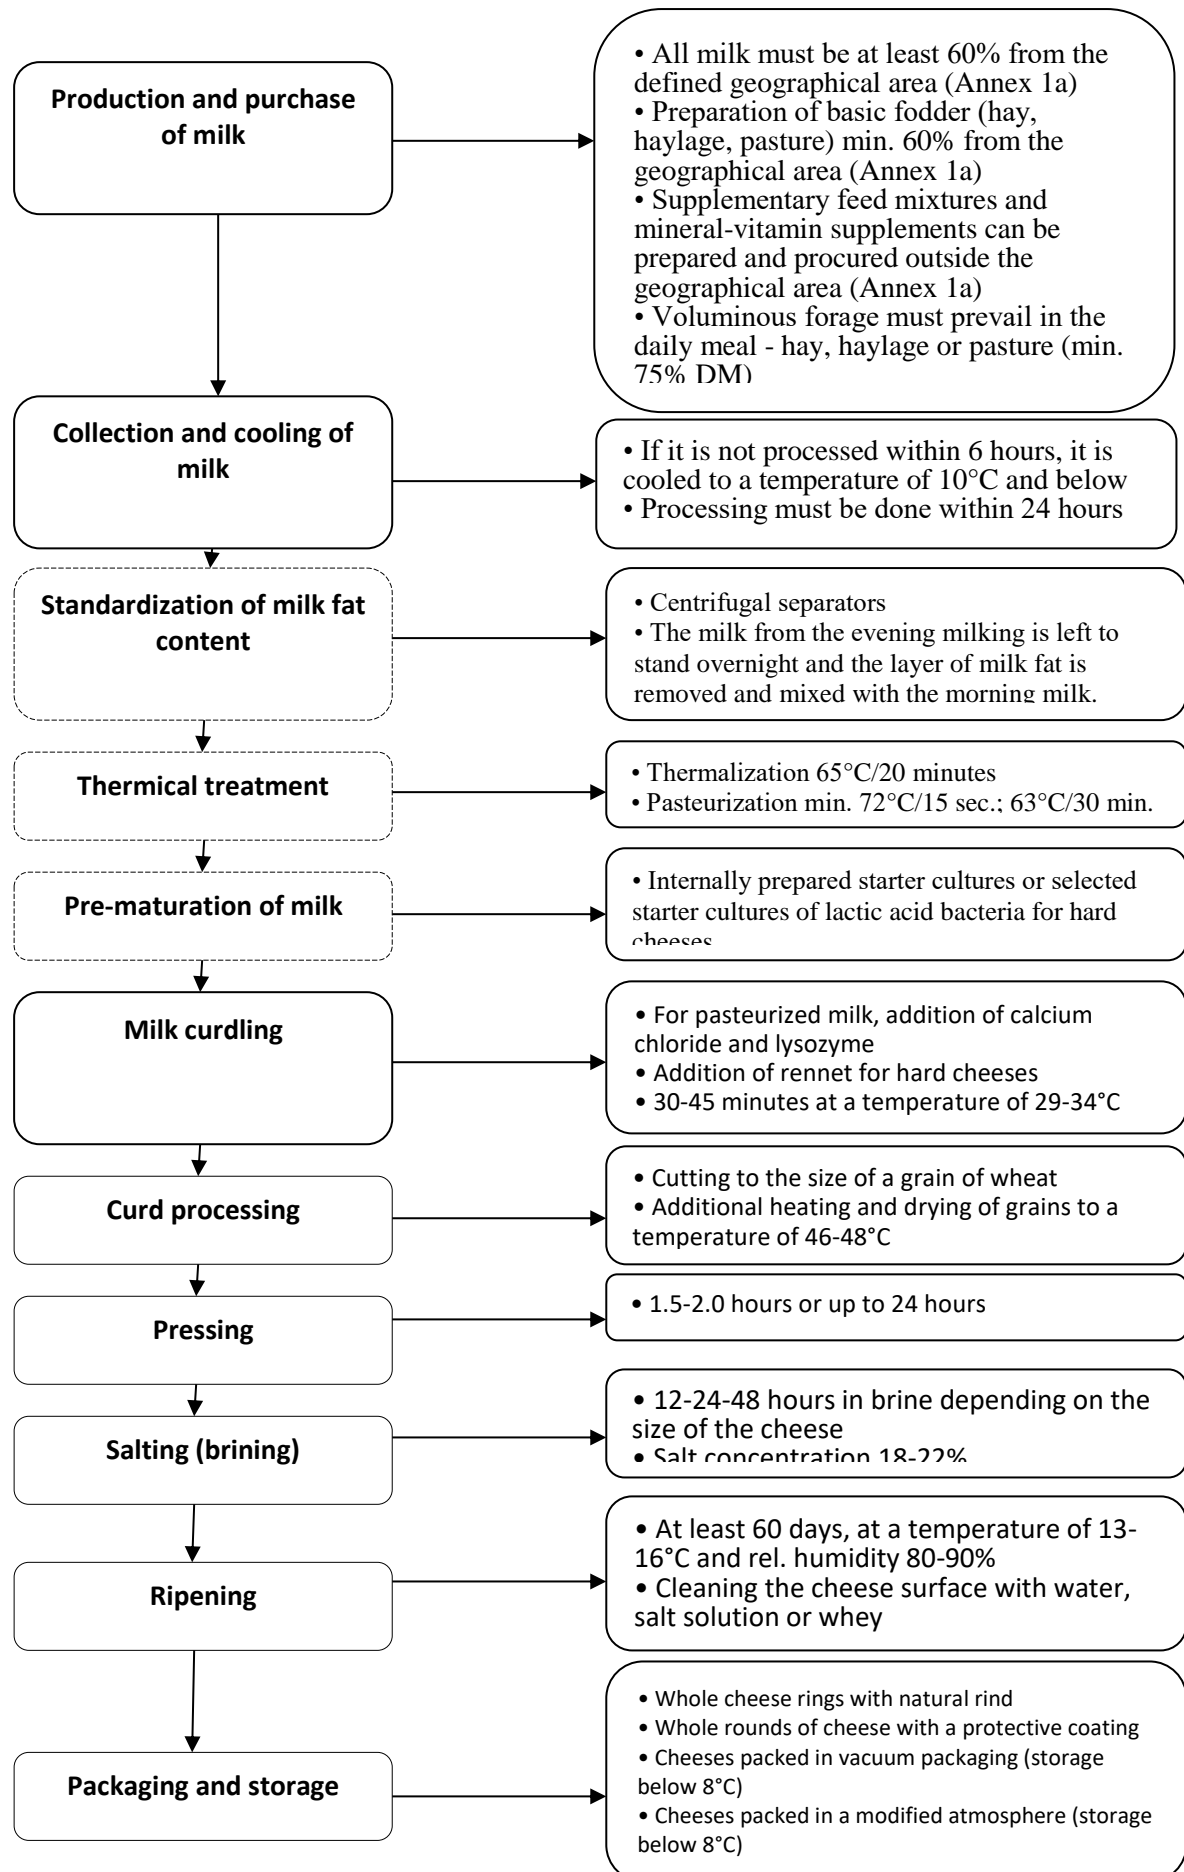 Production and purchase
of milk
• All milk must be at least 60% from the
defined geographical area (Annex 1a)
• Preparation of basic fodder (hay,
haylage, pasture) min. 60% from the
geographical area (Annex 1a)
• Supplementary feed mixtures and
mineral-vitamin supplements can be
prepared and procured outside the
geographical area (Annex 1a)
• Voluminous forage must prevail in the
daily meal - hay, haylage or pasture (min.
75% DM)
Collection and cooling of
milk
• If it is not processed within 6 hours, it is
cooled to a temperature of 10°C and below
• Processing must be done within 24 hours
Standardization of milk fat
content
• Centrifugal separators
• The milk from the evening milking is left to
stand overnight and the layer of milk fat is
removed and mixed with the morning milk.
Thermical treatment
• Thermalization 65°C/20 minutes
• Pasteurization min. 72°C/15 sec.; 63°C/30 min.
Pre-maturation of milk
• Internally prepared starter cultures or selected
starter cultures of lactic acid bacteria for hard
cheeses
Milk curdling
• For pasteurized milk, addition of calcium
chloride and lysozyme
• Addition of rennet for hard cheeses
• 30-45 minutes at a temperature of 29-34°C
Curd processing
• Cutting to the size of a grain of wheat
• Additional heating and drying of grains to a
temperature of 46-48°C
Pressing
• 1.5-2.0 hours or up to 24 hours
Salting (brining)
• 12-24-48 hours in brine depending on the
size of the cheese
• Salt concentration 18-22%
Ripening
• At least 60 days, at a temperature of 13-
16°C and rel. humidity 80-90%
• Cleaning the cheese surface with water,
salt solution or whey
Packaging and storage
• Whole cheese rings with natural rind
• Whole rounds of cheese with a protective coating
• Cheeses packed in vacuum packaging (storage
below 8°C)
• Cheeses packed in a modified atmosphere (storage
below 8°C)